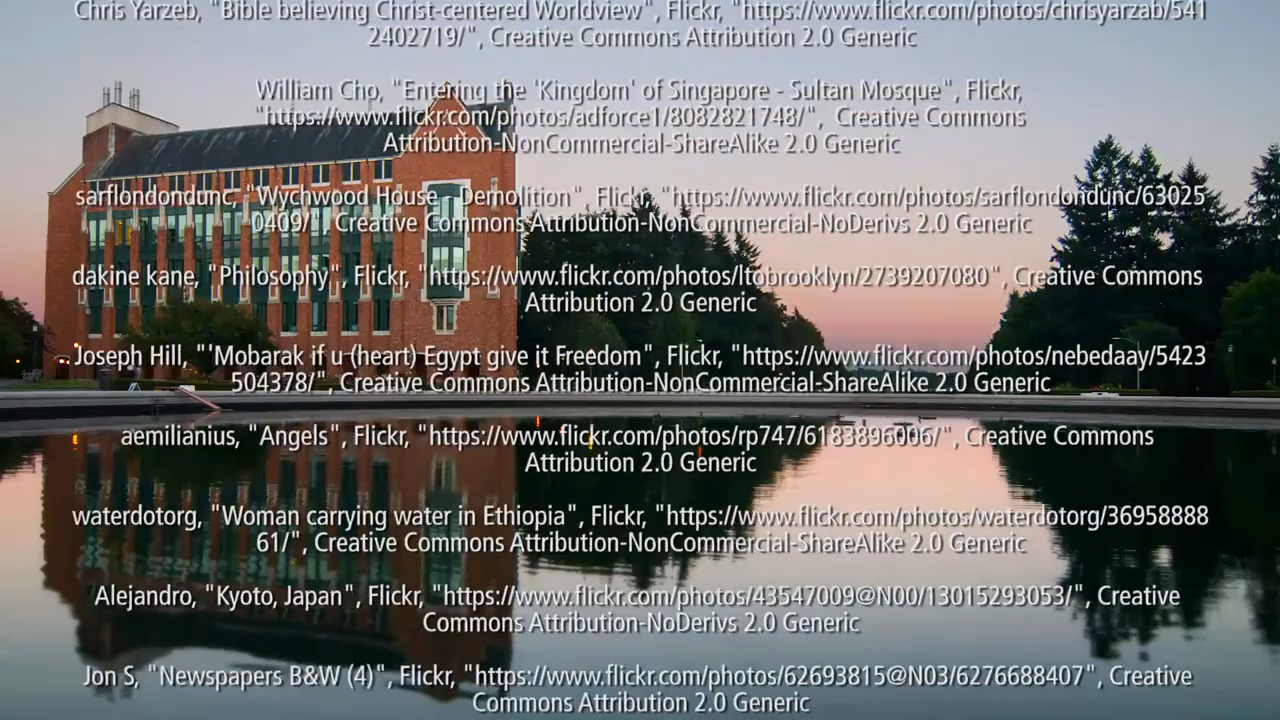 Chris Yarzeb, "Bible believing Christ-centered Worldview", Flickr, "https://www.flickr.com/photos/chrisyarzab/541
2402719/", Creative Commons Attribution 2.0 Generic
William Cho, "Entering the 'Kingdom' of Singapore - Sultan Mosque", Flickr,
"https://www.flickr.com/photos/adforce1/8082821748/", Creative Commons
Attribution-NonCommercial-ShareAlike 2.0 Generic
sarflondondunc, "Wychwood House - Demolition", Flickr, "https://www.flickr.com/photos/sarflondondunc/63025
0409/", Creative Commons Attribution-NonCommercial-NoDerivs 2.0 Generic
dakine kane, "Philosophy", Flickr, "https://www.flickr.com/photos/ltobrooklyn/2739207080", Creative Commons
Attribution 2.0 Generic
Joseph Hill, "'Mobarak if u (heart) Egypt give it Freedom", Flickr, "https://www.flickr.com/photos/nebedaay/5423
504378/", Creative Commons Attribution-NonCommercial-ShareAlike 2.0 Generic
aemilianius, "Angels", Flickr, "https://www.flickr.com/photos/rp747/6183896006/", Creative Commons
Attribution 2.0 Generic
waterdotorg, "Woman carrying water in Ethiopia", Flickr, "https://www.flickr.com/photos/waterdotorg/36958888
61/", Creative Commons Attribution-NonCommercial-ShareAlike 2.0 Generic
Alejandro, "Kyoto, Japan", Flickr, "https://www.flickr.com/photos/43547009@N00/13015293053/", Creative
Commons Attribution-NoDerivs 2.0 Generic
Jon S, "Newspapers B&W (4)", Flickr, "https://www.flickr.com/photos/62693815@N03/6276688407", Creative
Commons Attribution 2.0 Generic